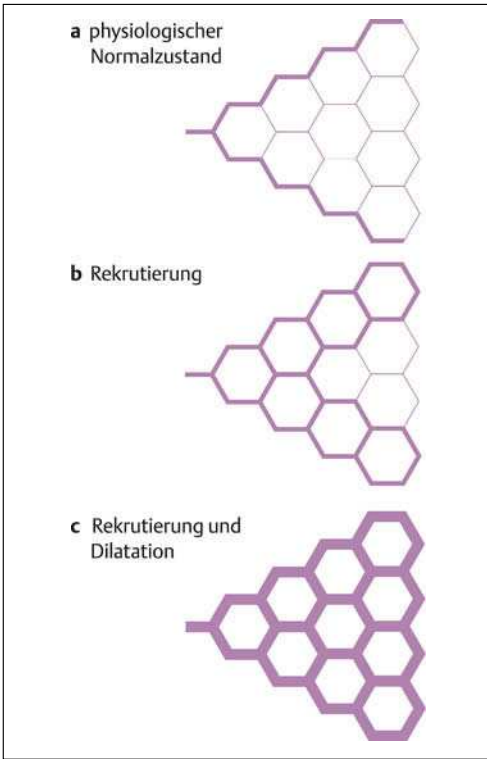 a physiologischer
Normalzustand
b Rekrutierung
c Rekrutierung und
Dilatation